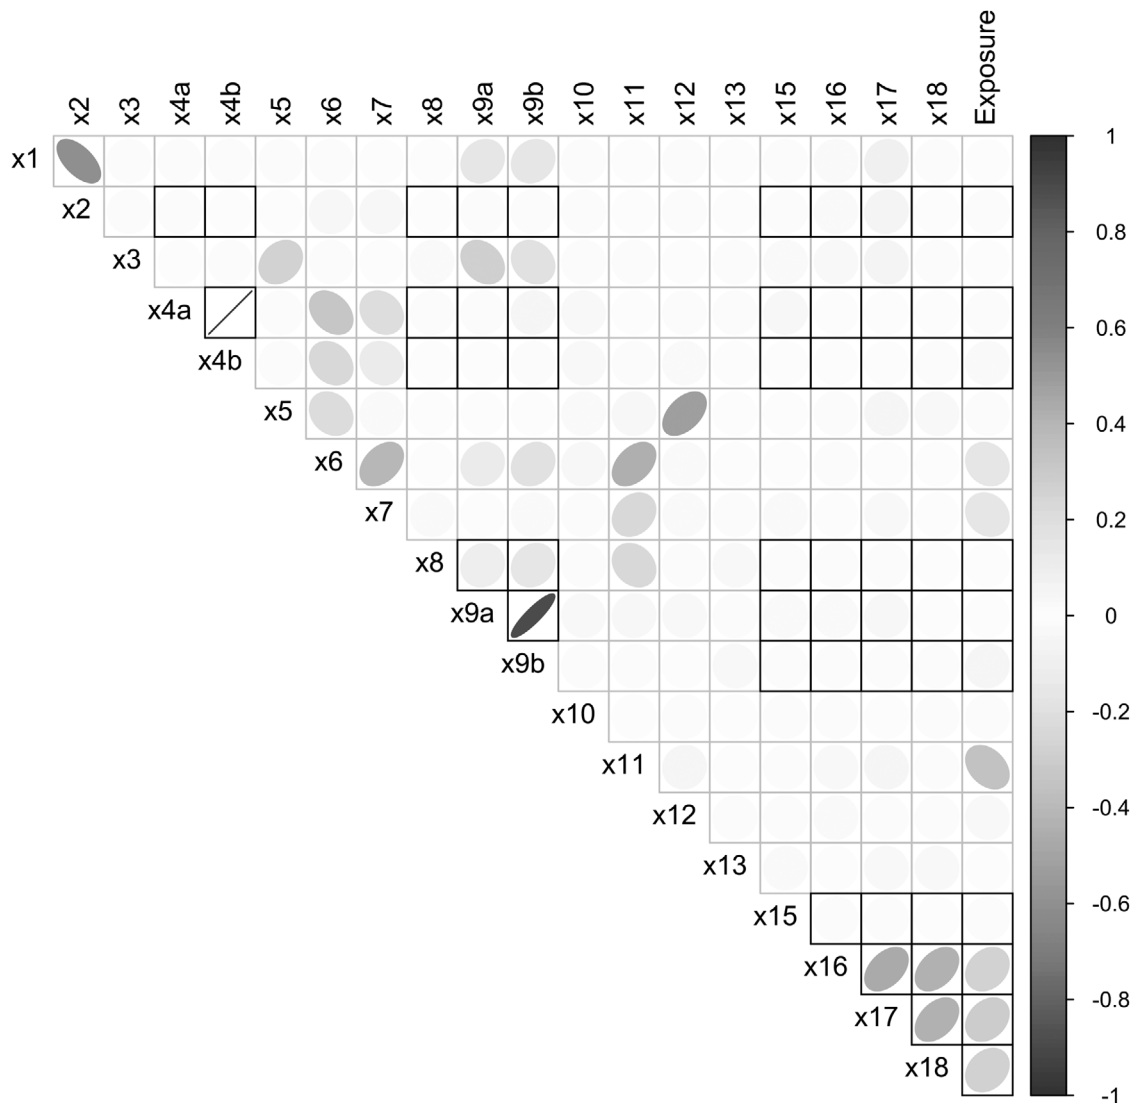 x2 x3 x4a x4b x5 x6 x7 x8 x9a x9b x10 x11 x12 x13 x15 x16 x17 x18 Exposure
x1
x2
x3
x4a
x4b
x5
x6
x7
x8
x9a
x9b
x10
x11
x12
x13
x15
x16
x17
x18
1
0.8
0.6
0.4
0.2
0
-0.2
-0.4
-0.6
-0.8
-1